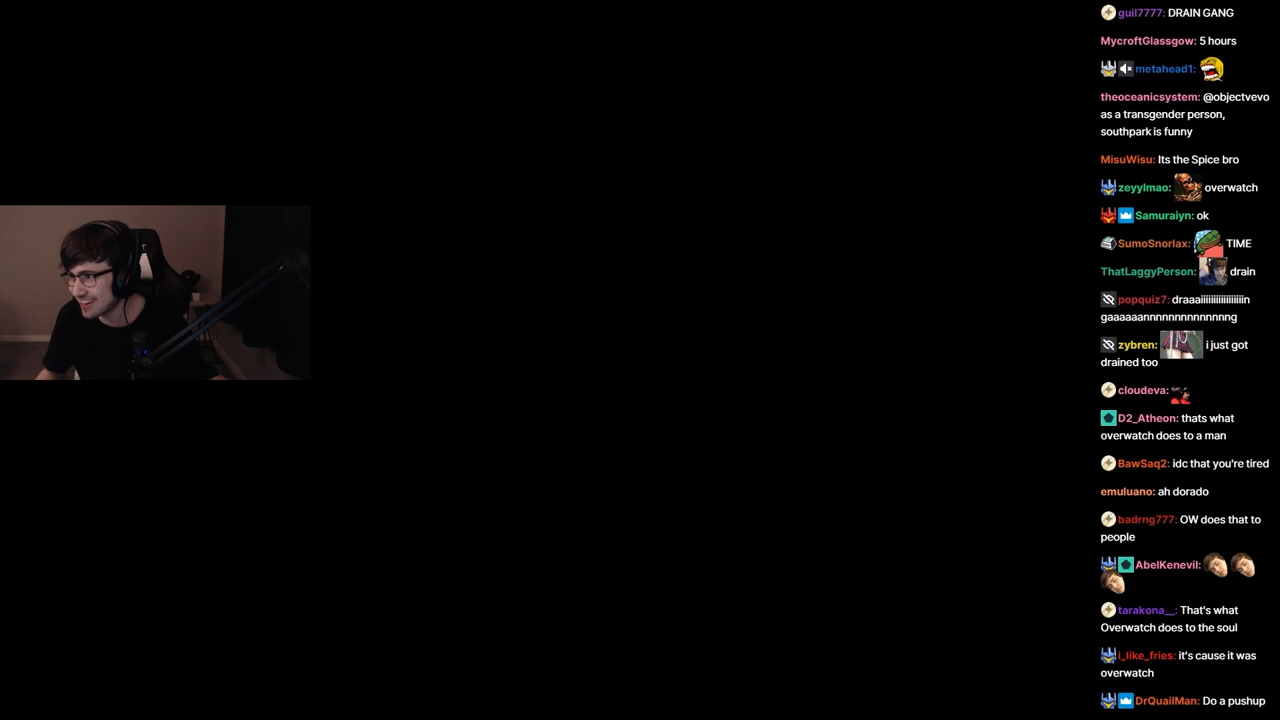 guil7777: DRAIN GANG
MycroftGlassgow: 5 hours
metahead1:
theoceanicsystem: @objectvevo
as a transgender person,
southpark is funny
MisuWisu: Its the Spice bro
zeyylmao: overwatch
Samuraiyn: ok
SumoSnorlax: TIME
ThatLaggyPerson: drain
popquiz7: draaaiiiiiiiiiiiiiiiiin
gaaaaaannnnnnnnnnnnnng
zybren: i just got
drained too
cloudeva:
D2_Atheon: thats what
overwatch does to a man
BawSaq2: idc that you're tired
emuluano: ah dorado
badrng777: OW does that to
people
AbelKenevil:
tarakona__: That's what
Overwatch does to the soul
i_like_fries: it's cause it was
overwatch
DrQuailMan: Do a pushup